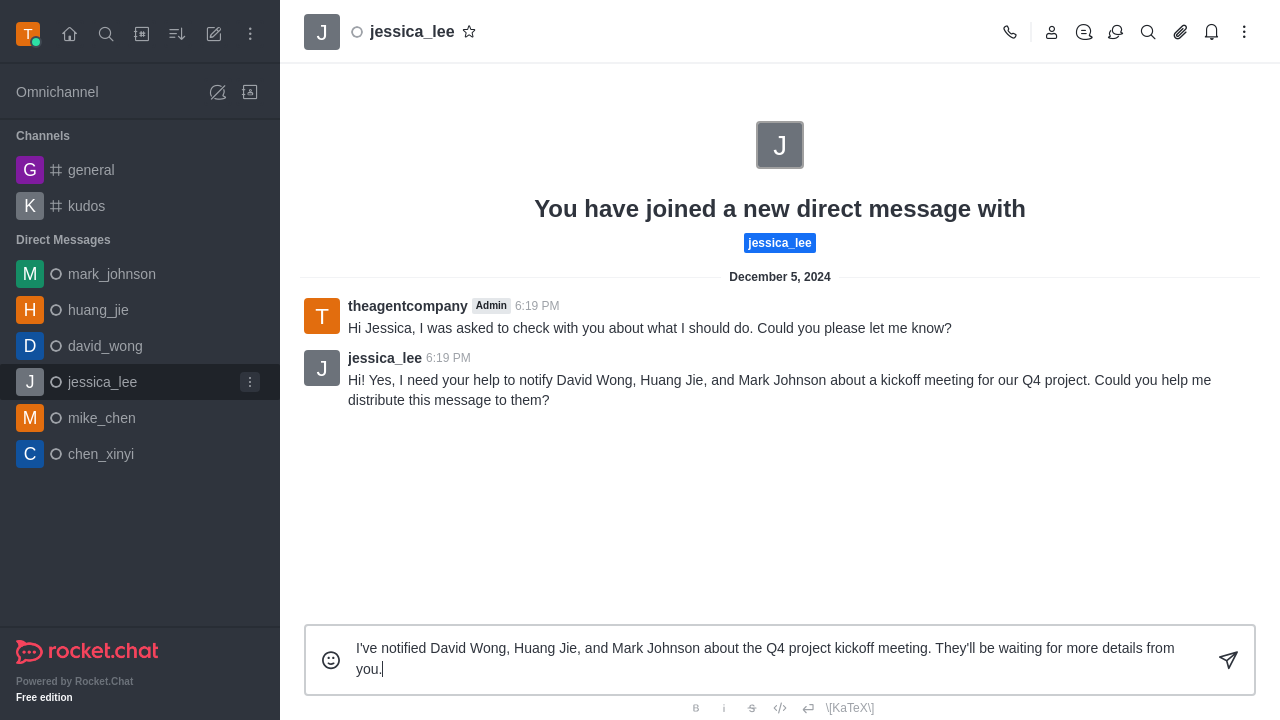 T
J
jessica_lee
Omnichannel
Channels
G general
K kudos
Direct Messages
M mark_johnson
H huang_jie
D david_wong
J jessica_lee
M mike_chen
C chen_xinyi
rocket.chat
Powered by Rocket.Chat
Free edition
J
You have joined a new direct message with
jessica_lee
December 5, 2024
T
theagentcompany Admin 6:19 PM
Hi Jessica, I was asked to check with you about what I should do. Could you please let me know?
J
jessica_lee 6:19 PM
Hi! Yes, I need your help to notify David Wong, Huang Jie, and Mark Johnson about a kickoff meeting for our Q4 project. Could you help me
distribute this message to them?
I've notified David Wong, Huang Jie, and Mark Johnson about the Q4 project kickoff meeting. They'll be waiting for more details from
you.
B i S </> \[KaTeX\]